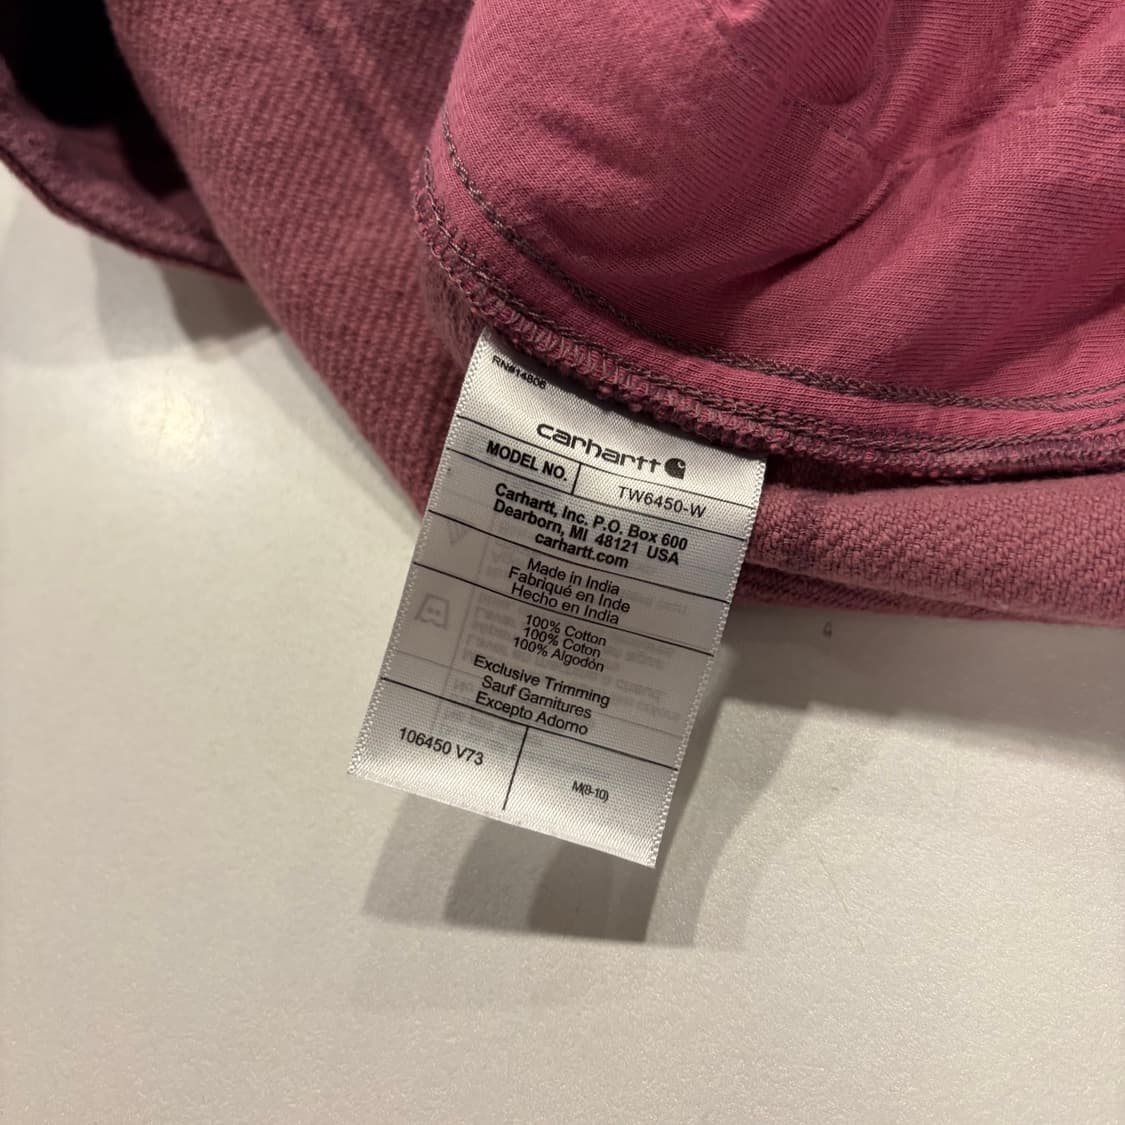 RN#14806
carhartt
MODEL NO. TW6450-W
Carhartt, Inc. P.O. Box 600
Dearborn, MI 48121 USA
carhartt.com
Made in India
Fabriqué en Inde
Hecho en India
100% Cotton
100% Coton
100% Algodón
Exclusive Trimming
Sauf Garnitures
Excepto Adorno
106450 V73
M(8-10)